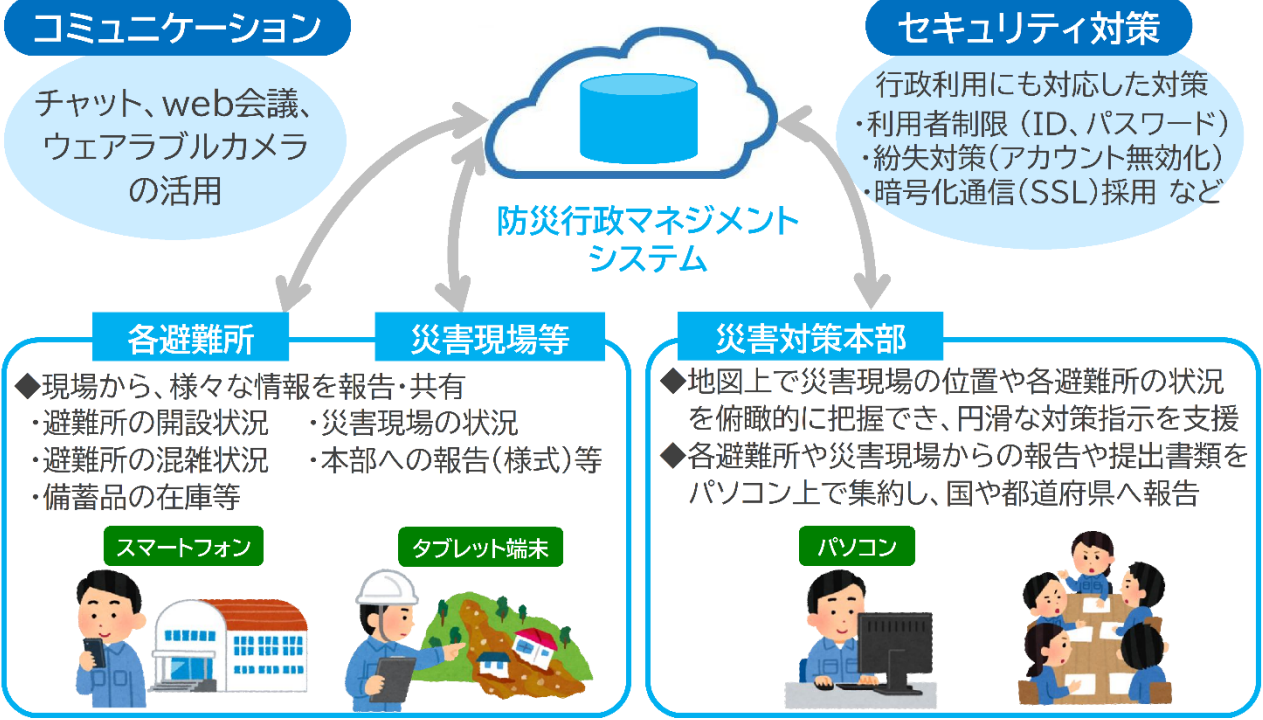 コミュニケーション
チャット、web会議、
ウェアラブルカメラ
の活用
セキュリティ対策
行政利用にも対応した対策
・利用者制限（ID、パスワード）
・紛失対策(アカウント無効化)
・暗号化通信(SSL)採用 など
防災行政マネジメント
システム
各避難所
災害現場等
◆現場から、様々な情報を報告・共有
・避難所の開設状況
・避難所の混雑状況
・備蓄品の在庫等
・災害現場の状況
・本部への報告(様式)等
スマートフォン
タブレット端末
災害対策本部
◆地図上で災害現場の位置や各避難所の状況
を俯瞰的に把握でき、円滑な対策指示を支援
◆各避難所や災害現場からの報告や提出書類を
パソコン上で集約し、国や都道府県へ報告
パソコン